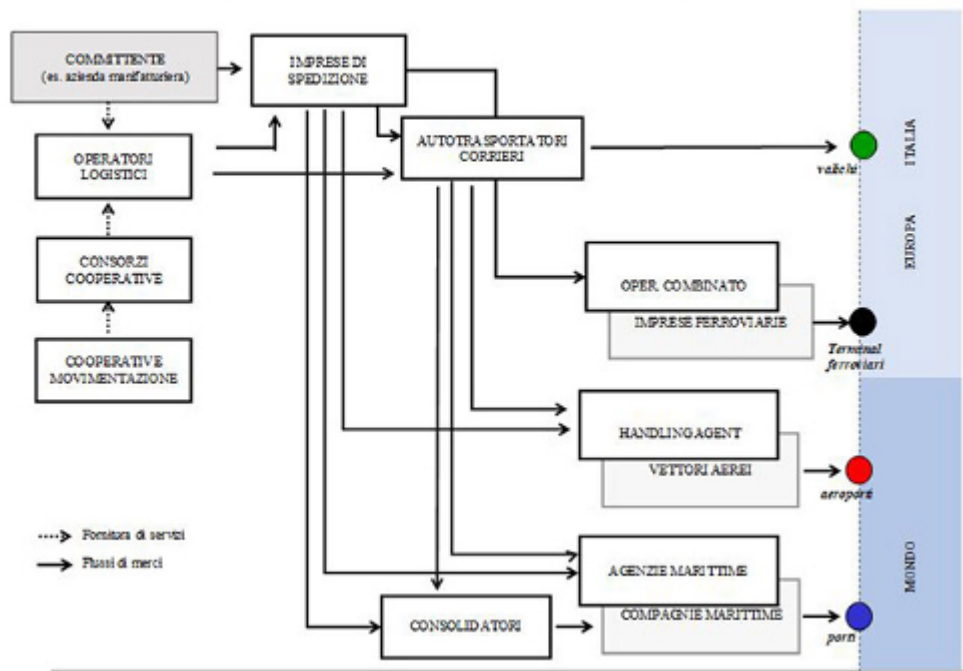 COMMITTENTE
(es. azienda manifatturiera)
IMPRESE DI
SPEDIZIONE
AUTOTRASPORTATORI
CORRIERI
OPERATORI
LOGISTICI
valichi
ITALIA
EUROPA
CONSORZI
COOPERATIVE
OPER. COMBINATO
IMPRESE FERROVIARIE
Terminal
ferroviari
COOPERATIVE
MOVIMENTAZIONE
HANDLING AGENT
VETTORI AEREI
aeroporti
Fornitura di servizi
Flussi di merci
AGENZIE MARITTIME
COMPAGNIE MARITTIME
MONDO
CONSOLIDATORI
porti